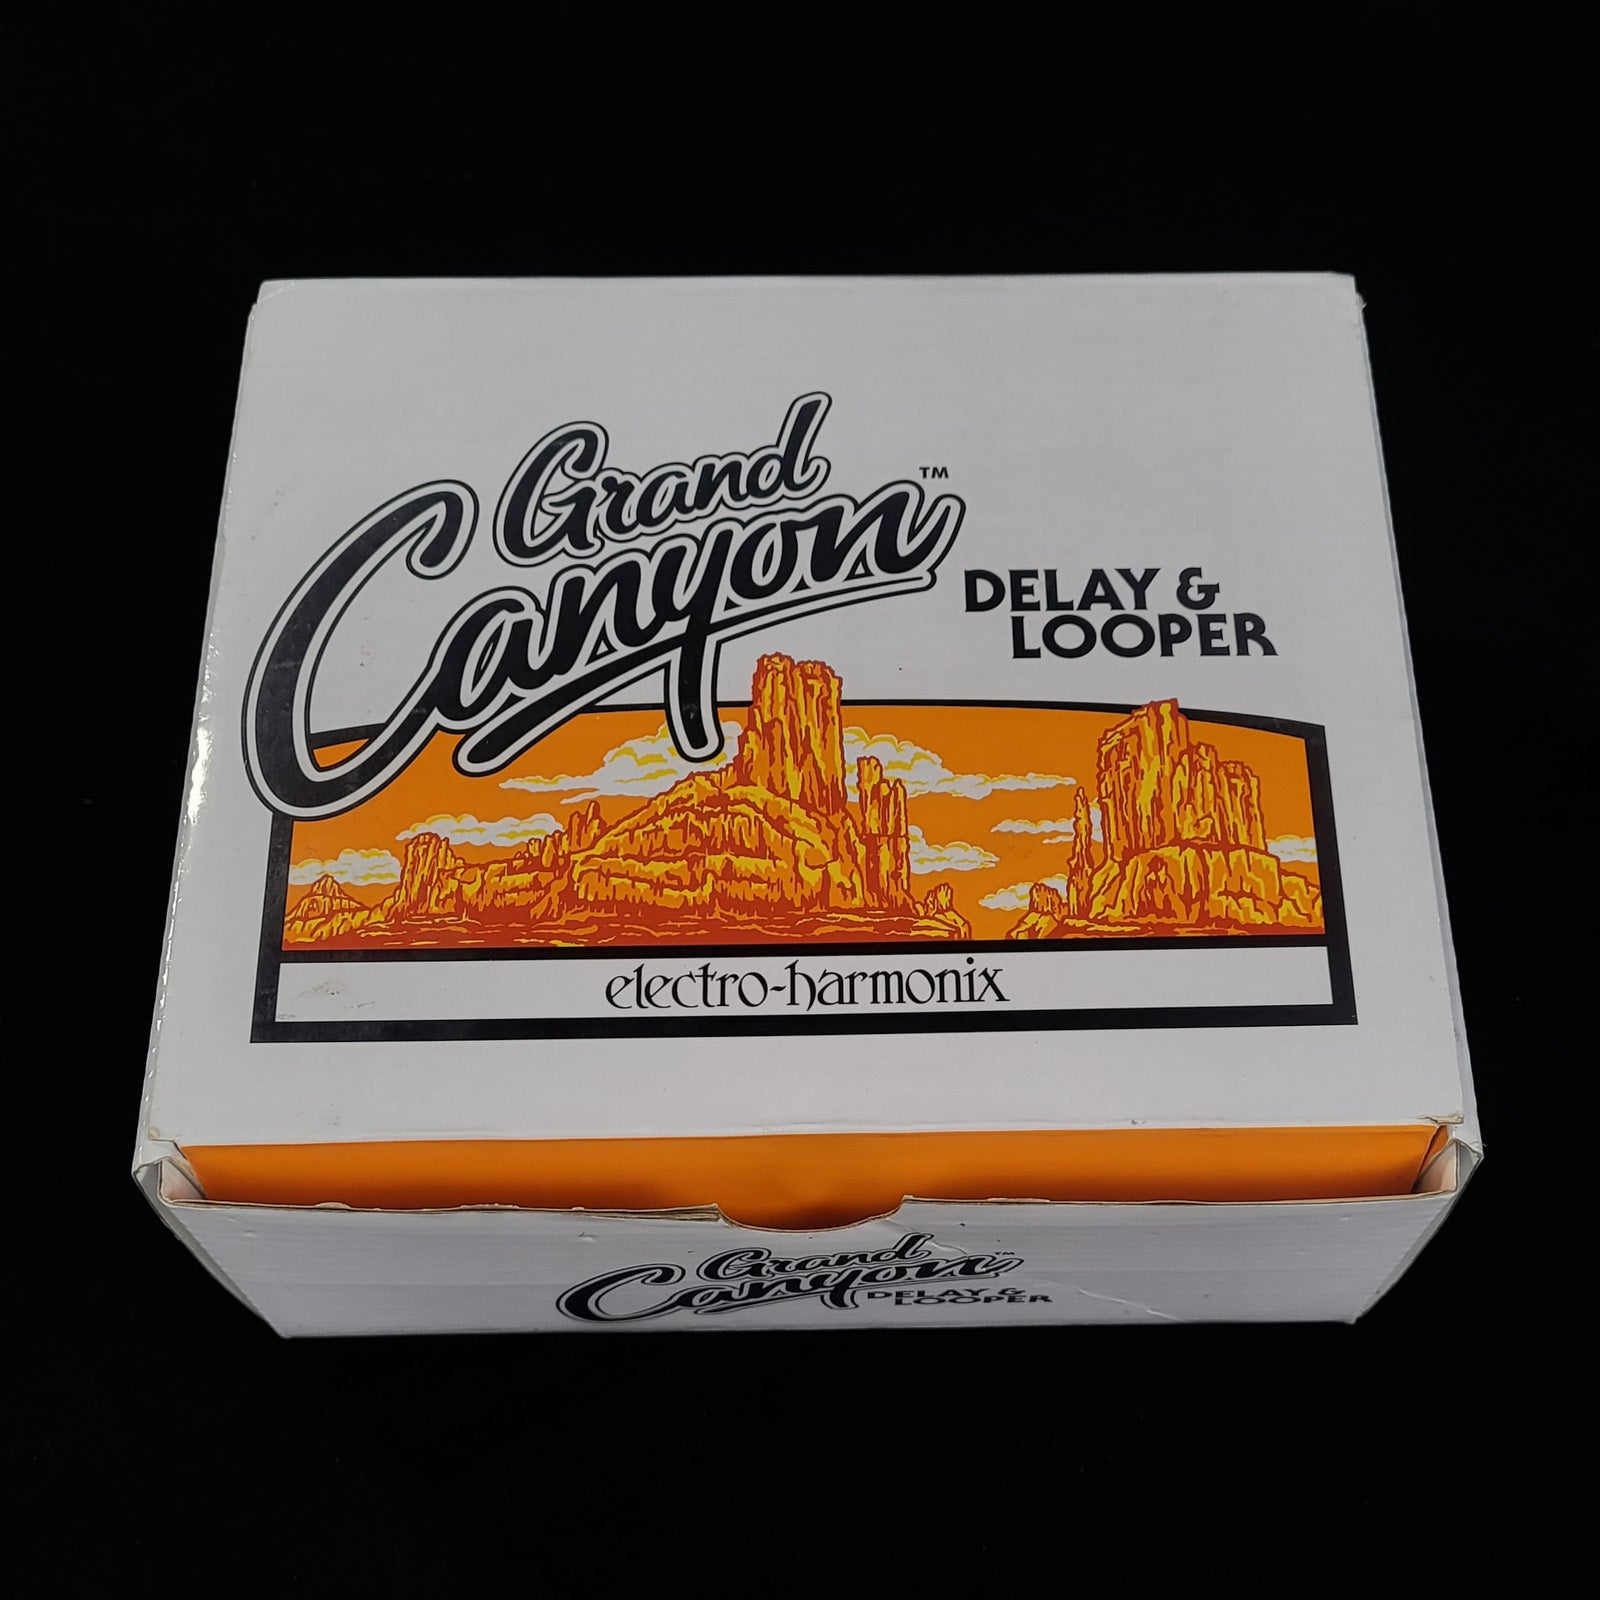 Grand
Canyon™
DELAY &
LOOPER
electro-harmonix
Grand
Canyon™
DELAY &
LOOPER